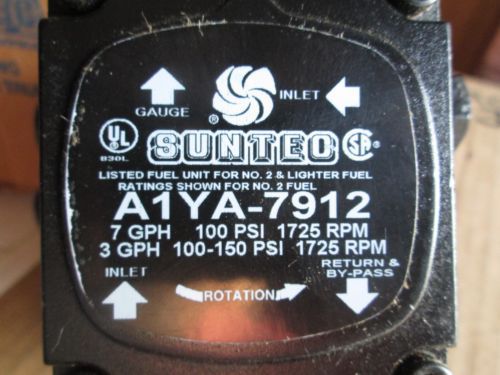 GAUGE
INLET
®
UL
®
830L
SUNTEC
SA
®
LISTED FUEL UNIT FOR NO. 2 & LIGHTER FUEL
RATINGS SHOWN FOR NO. 2 FUEL
A1YA-7912
7 GPH 100 PSI 1725 RPM
3 GPH 100-150 PSI 1725 RPM
INLET
RETURN &
BY-PASS
ROTATION